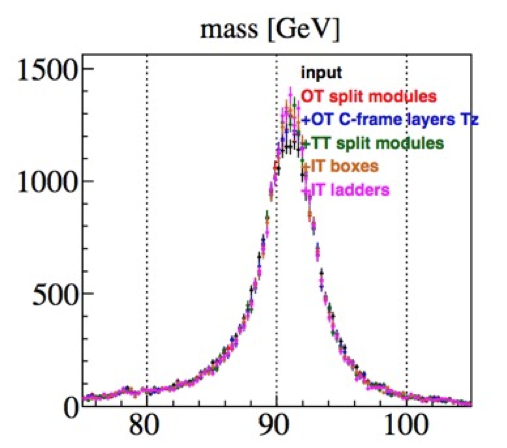 mass [GeV]
1500
input
OT split modules
+OT C-frame layers Tz
+TT split modules
+IT boxes
1000
+IT ladders
500
0
80
90
100